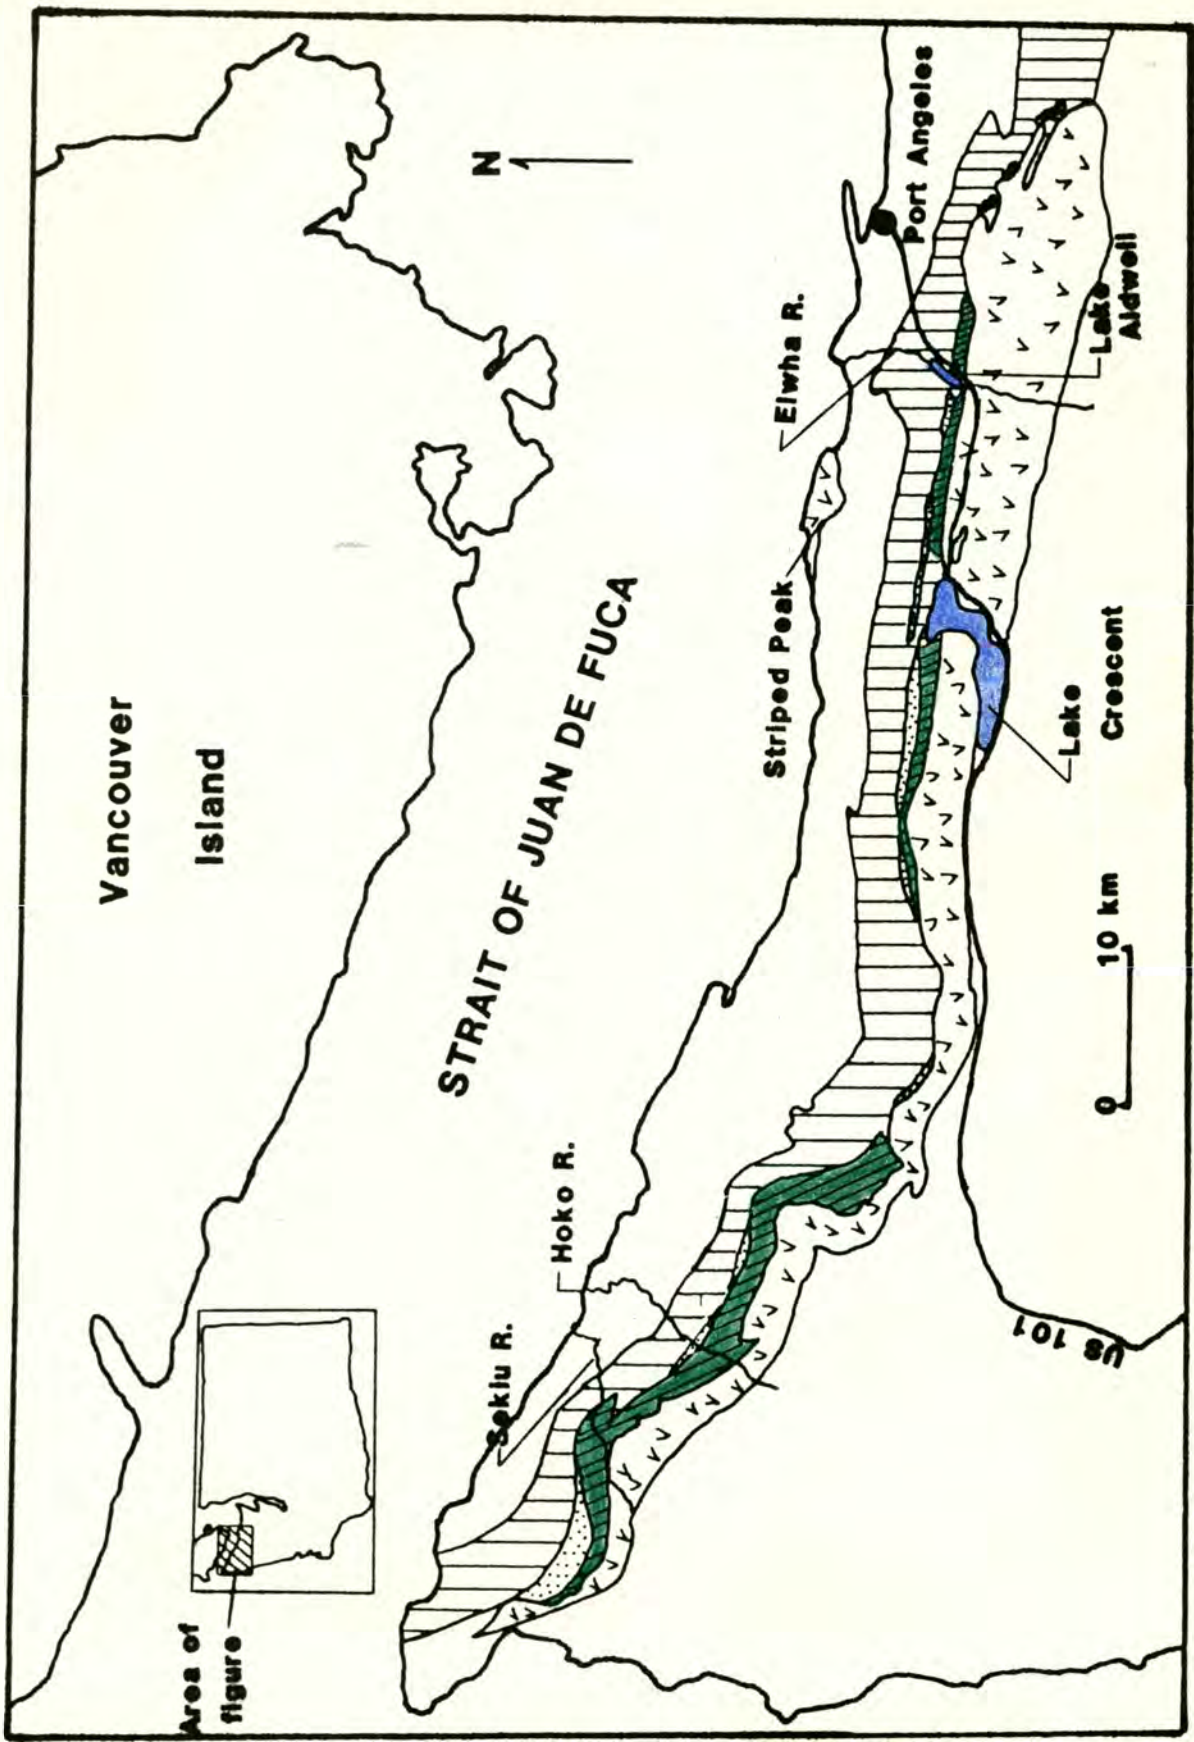 Vancouver
Island
Area of
figure
N
STRAIT OF JUAN DE FUCA
Sekiu R.
Hoko R.
Striped Peak
Elwha R.
Port Angeles
Lake
Aldwell
Lake
Crescent
0 10 km
US 101